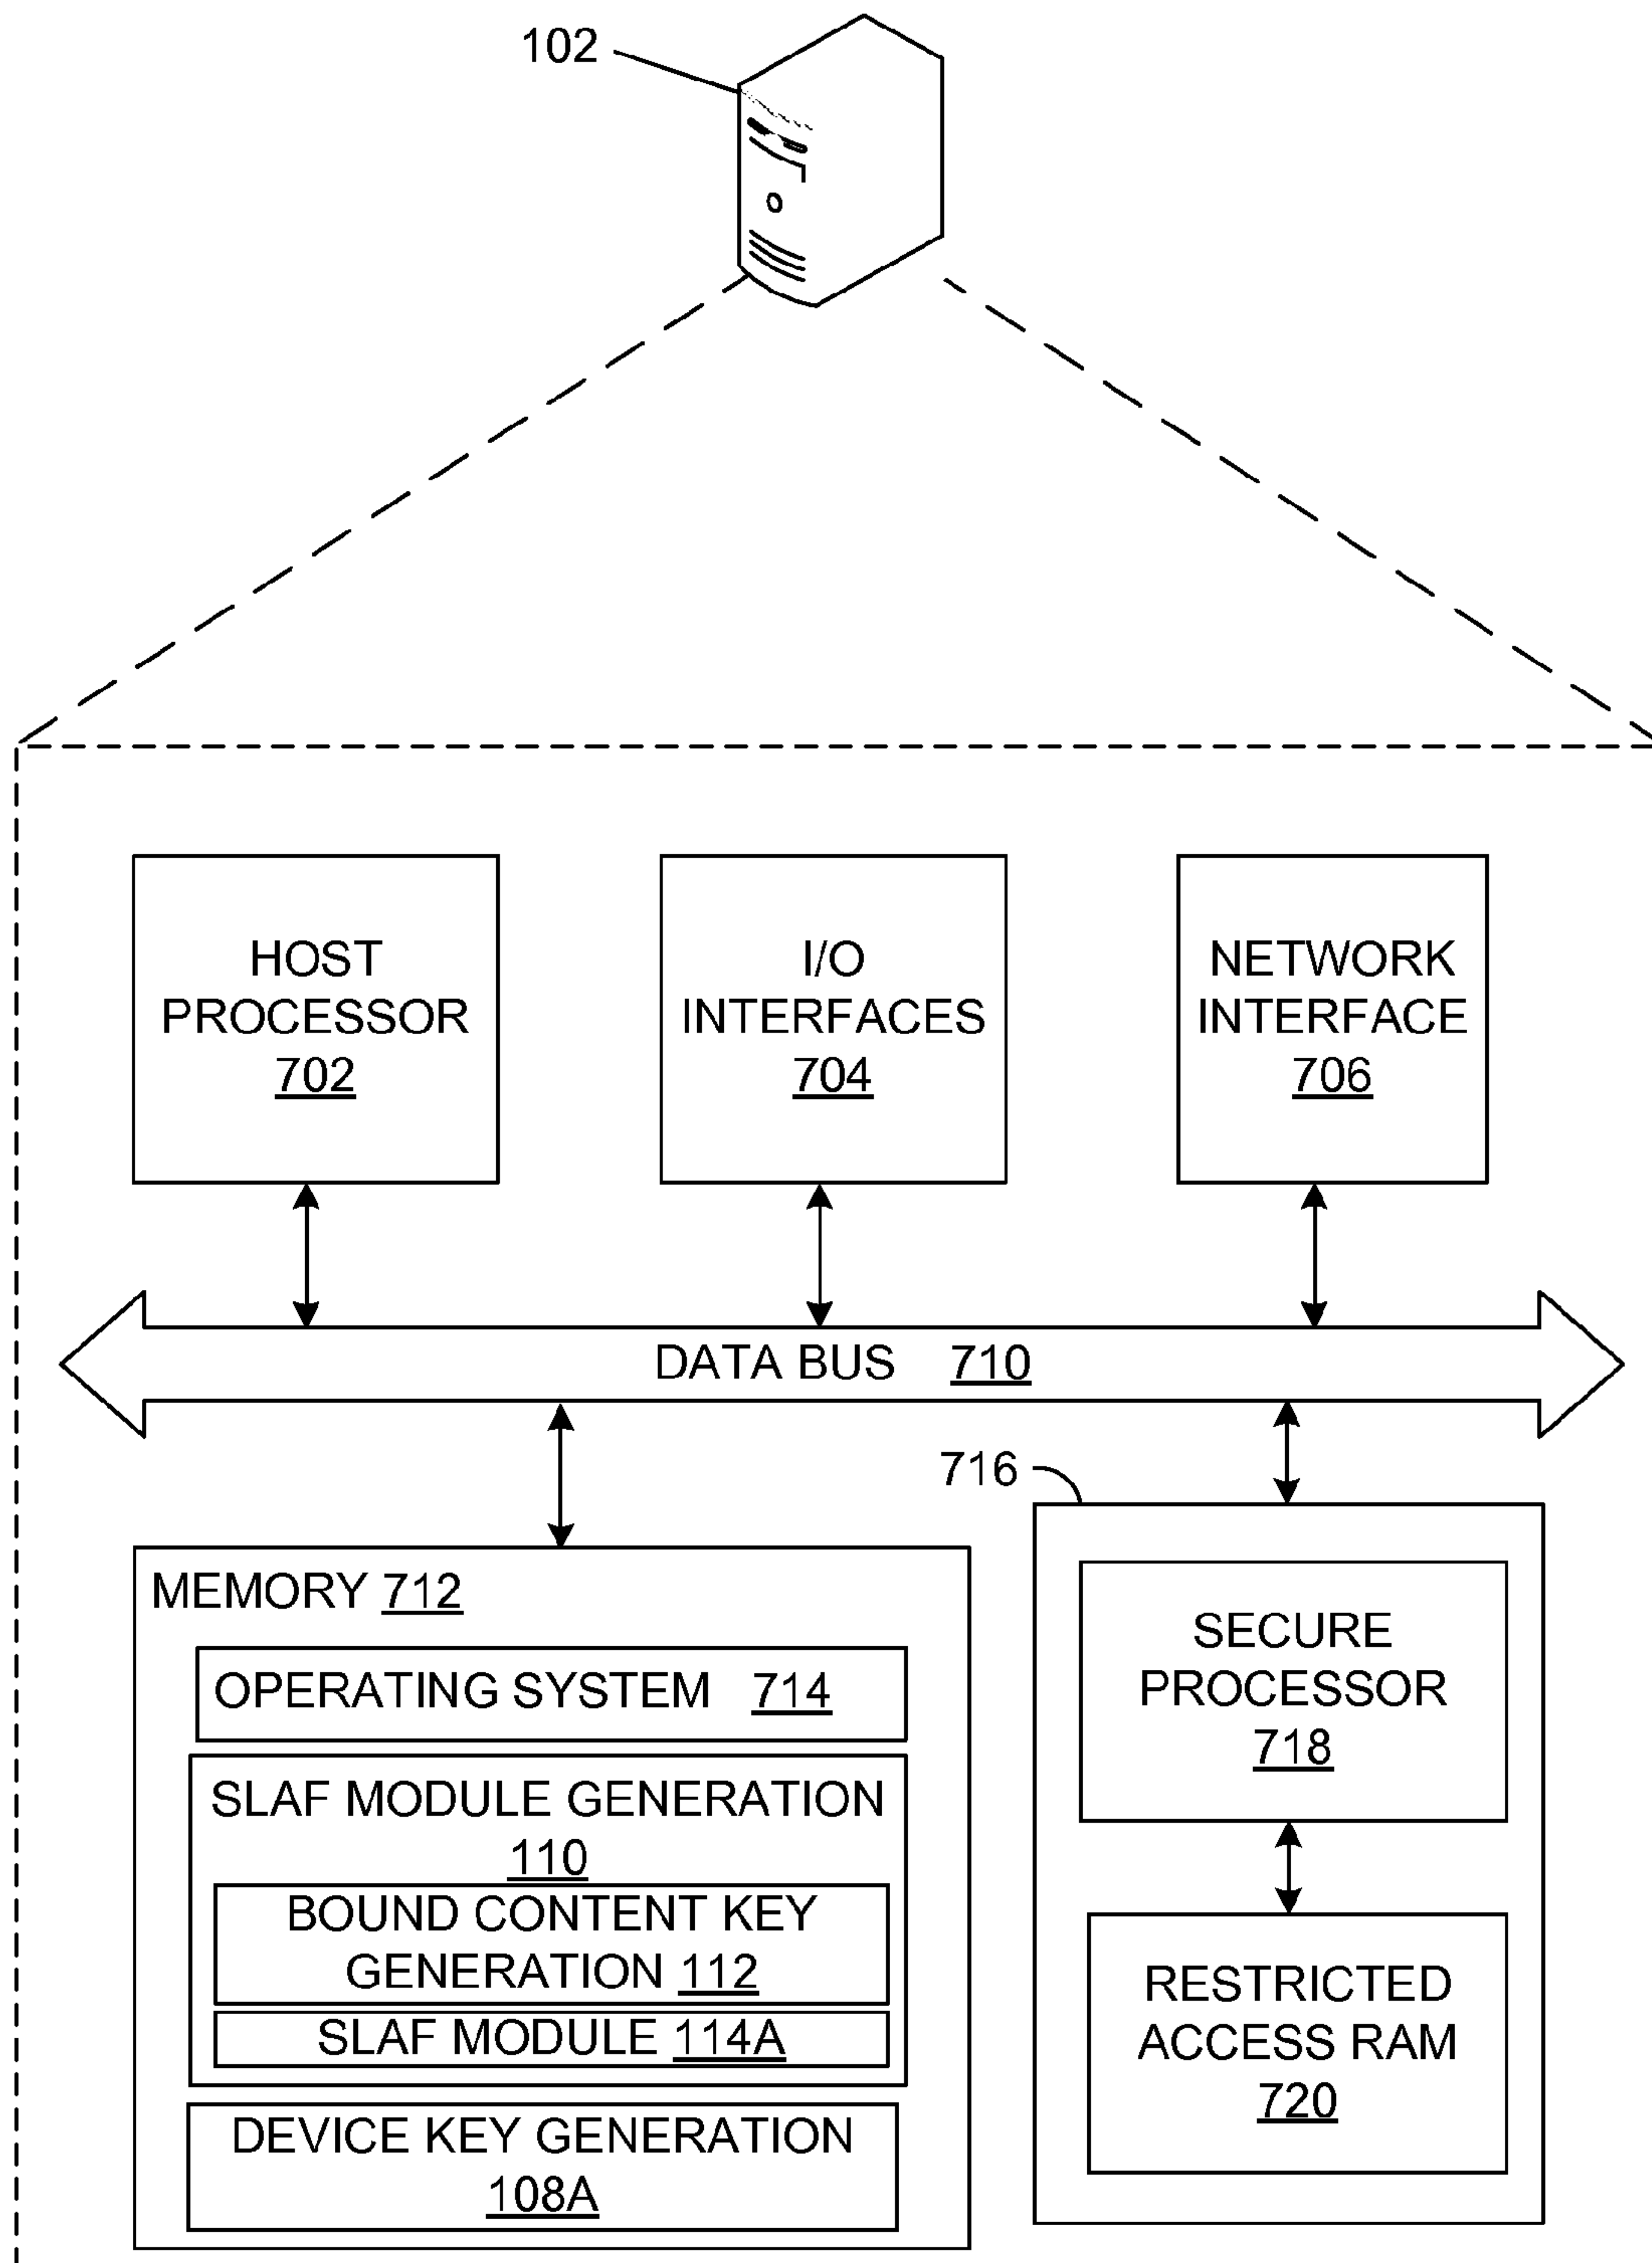 102
HOST
PROCESSOR
702
I/O
INTERFACES
704
NETWORK
INTERFACE
706
DATA BUS 710
716
MEMORY 712
OPERATING SYSTEM 714
SLAF MODULE GENERATION
110
BOUND CONTENT KEY
GENERATION 112
SLAF MODULE 114A
DEVICE KEY GENERATION
108A
SECURE
PROCESSOR
718
RESTRICTED
ACCESS RAM
720